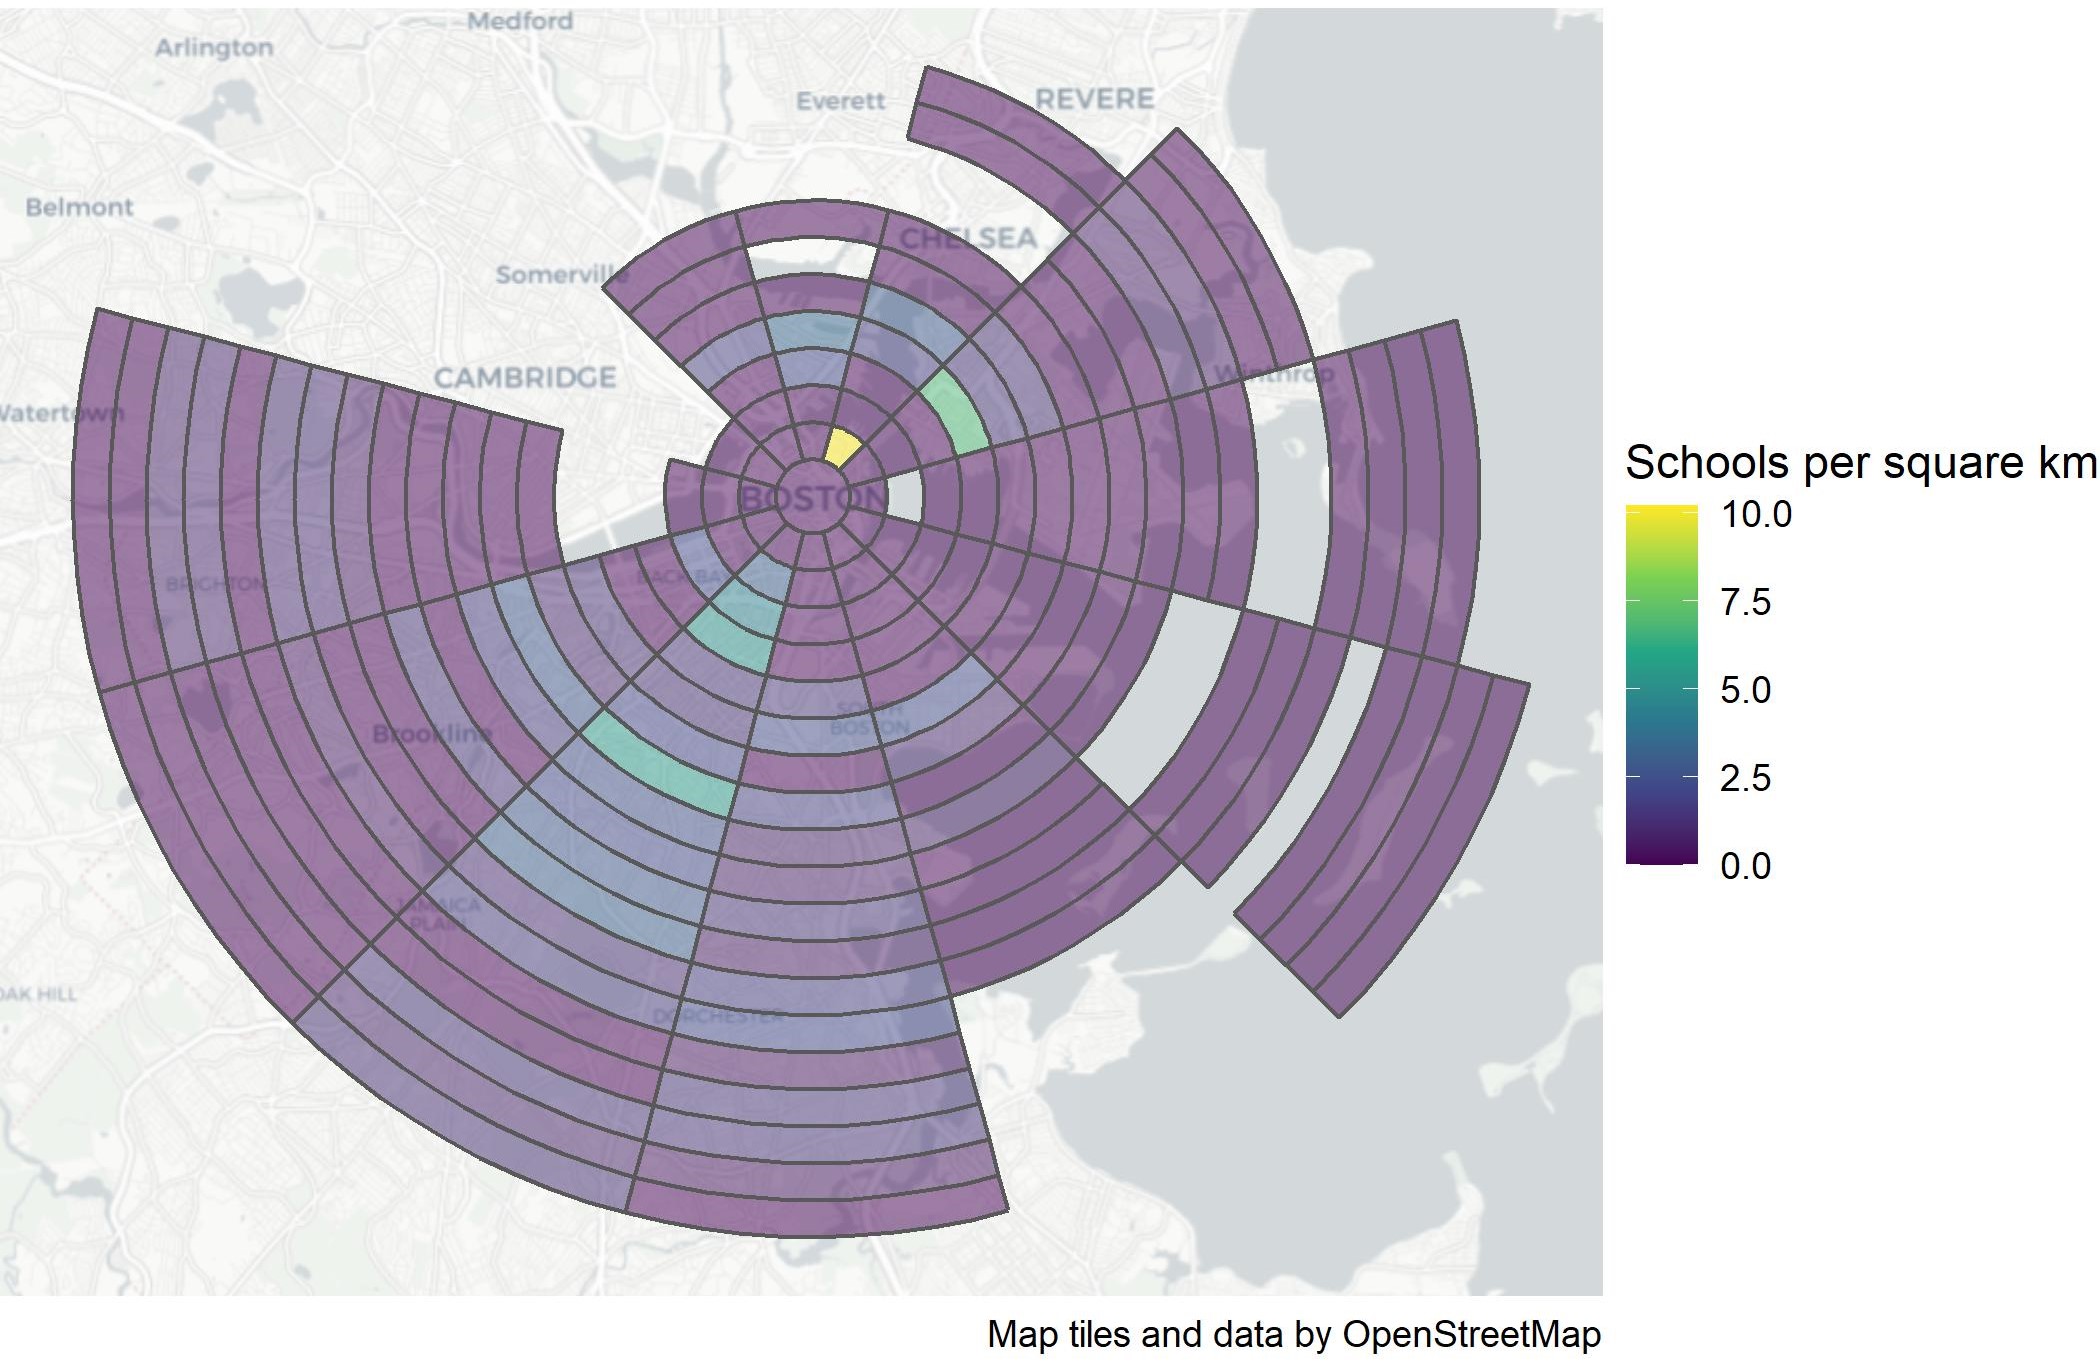 Medford
Arlington
Everett
REVERE
Belmont
CHELSEA
Somerville
Winthrop
CAMBRIDGE
Watertown
BOSTON
BACK BAY
BRIGHTON
SOUTH
BOSTON
Brookline
JAMAICA
PLAIN
OAK HILL
DORCHESTER
Schools per square km
10.0
7.5
5.0
2.5
0.0
Map tiles and data by OpenStreetMap